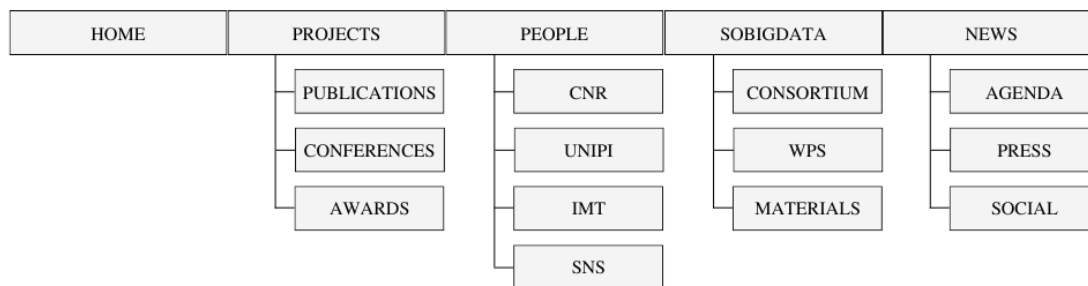 HOME
PROJECTS
PEOPLE
SOBIGDATA
NEWS
PUBLICATIONS
CNR
CONSORTIUM
AGENDA
CONFERENCES
UNIPI
WPS
PRESS
AWARDS
IMT
MATERIALS
SOCIAL
SNS